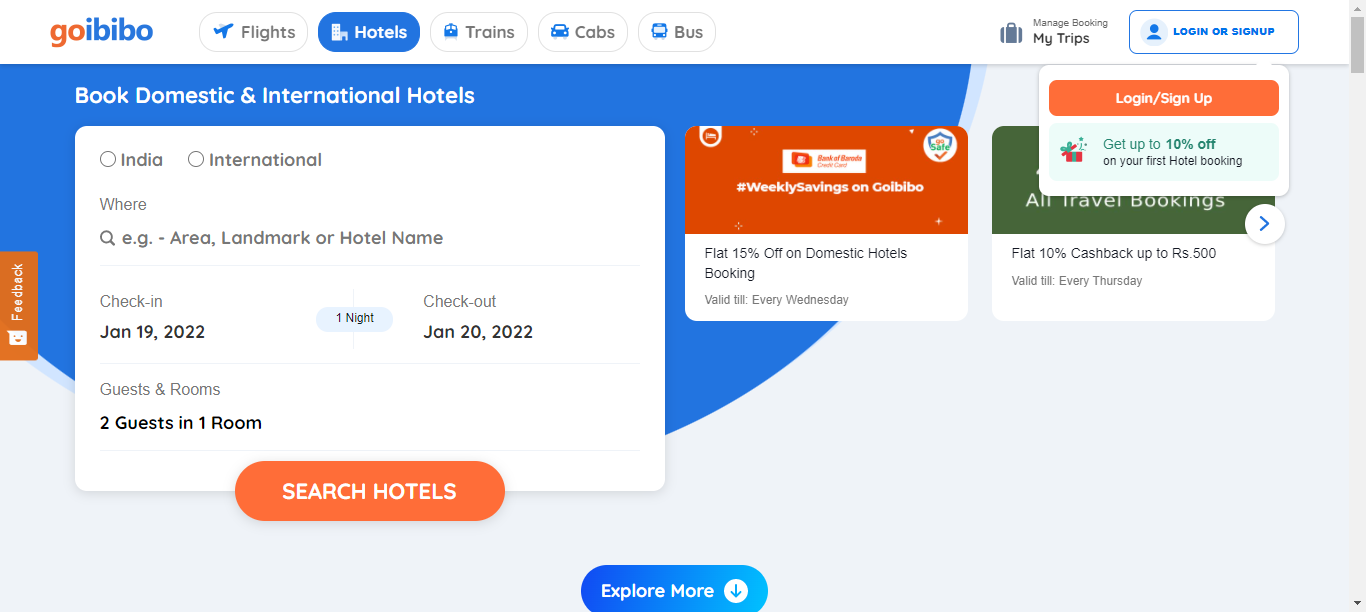 goibibo
Flights
Hotels
Trains
Cabs
Bus
Manage Booking
My Trips
LOGIN OR SIGNUP
Login/Sign Up
Get up to 10% off
on your first Hotel booking
Book Domestic & International Hotels
India
International
Where
e.g. - Area, Landmark or Hotel Name
Check-in
Jan 19, 2022
1 Night
Check-out
Jan 20, 2022
Guests & Rooms
2 Guests in 1 Room
SEARCH HOTELS
Bank of Baroda
Credit Card
go
Safe
#WeeklySavings on Goibibo
Flat 15% Off on Domestic Hotels
Booking
Valid till: Every Wednesday
All Travel Bookings
Flat 10% Cashback up to Rs.500
Valid till: Every Thursday
Feedback
Explore More